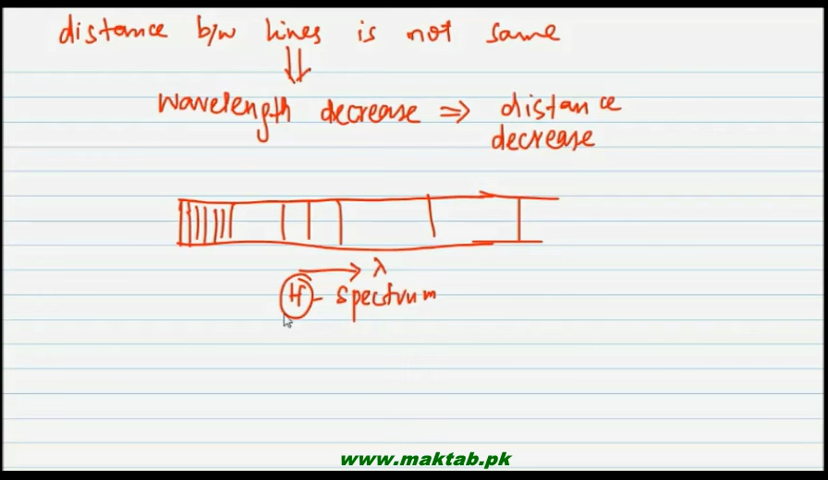 distance b/w lines is not same
⇓
wavelength decrease ⇒ distance
decrease
→ λ
H - spectrum
www.maktab.pk